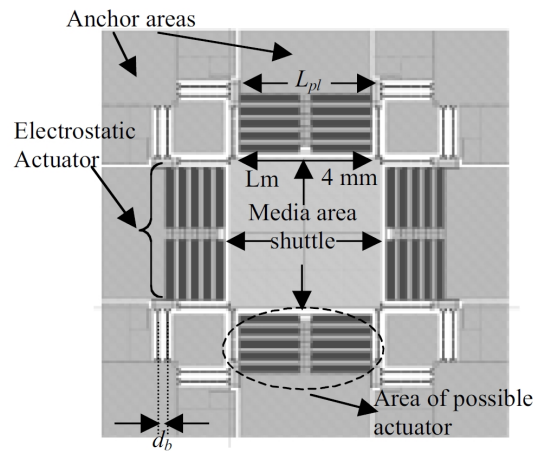 Anchor areas
L_pl
Electrostatic
Actuator
Lm 4 mm
Media area
shuttle
Area of possible
actuator
d_b